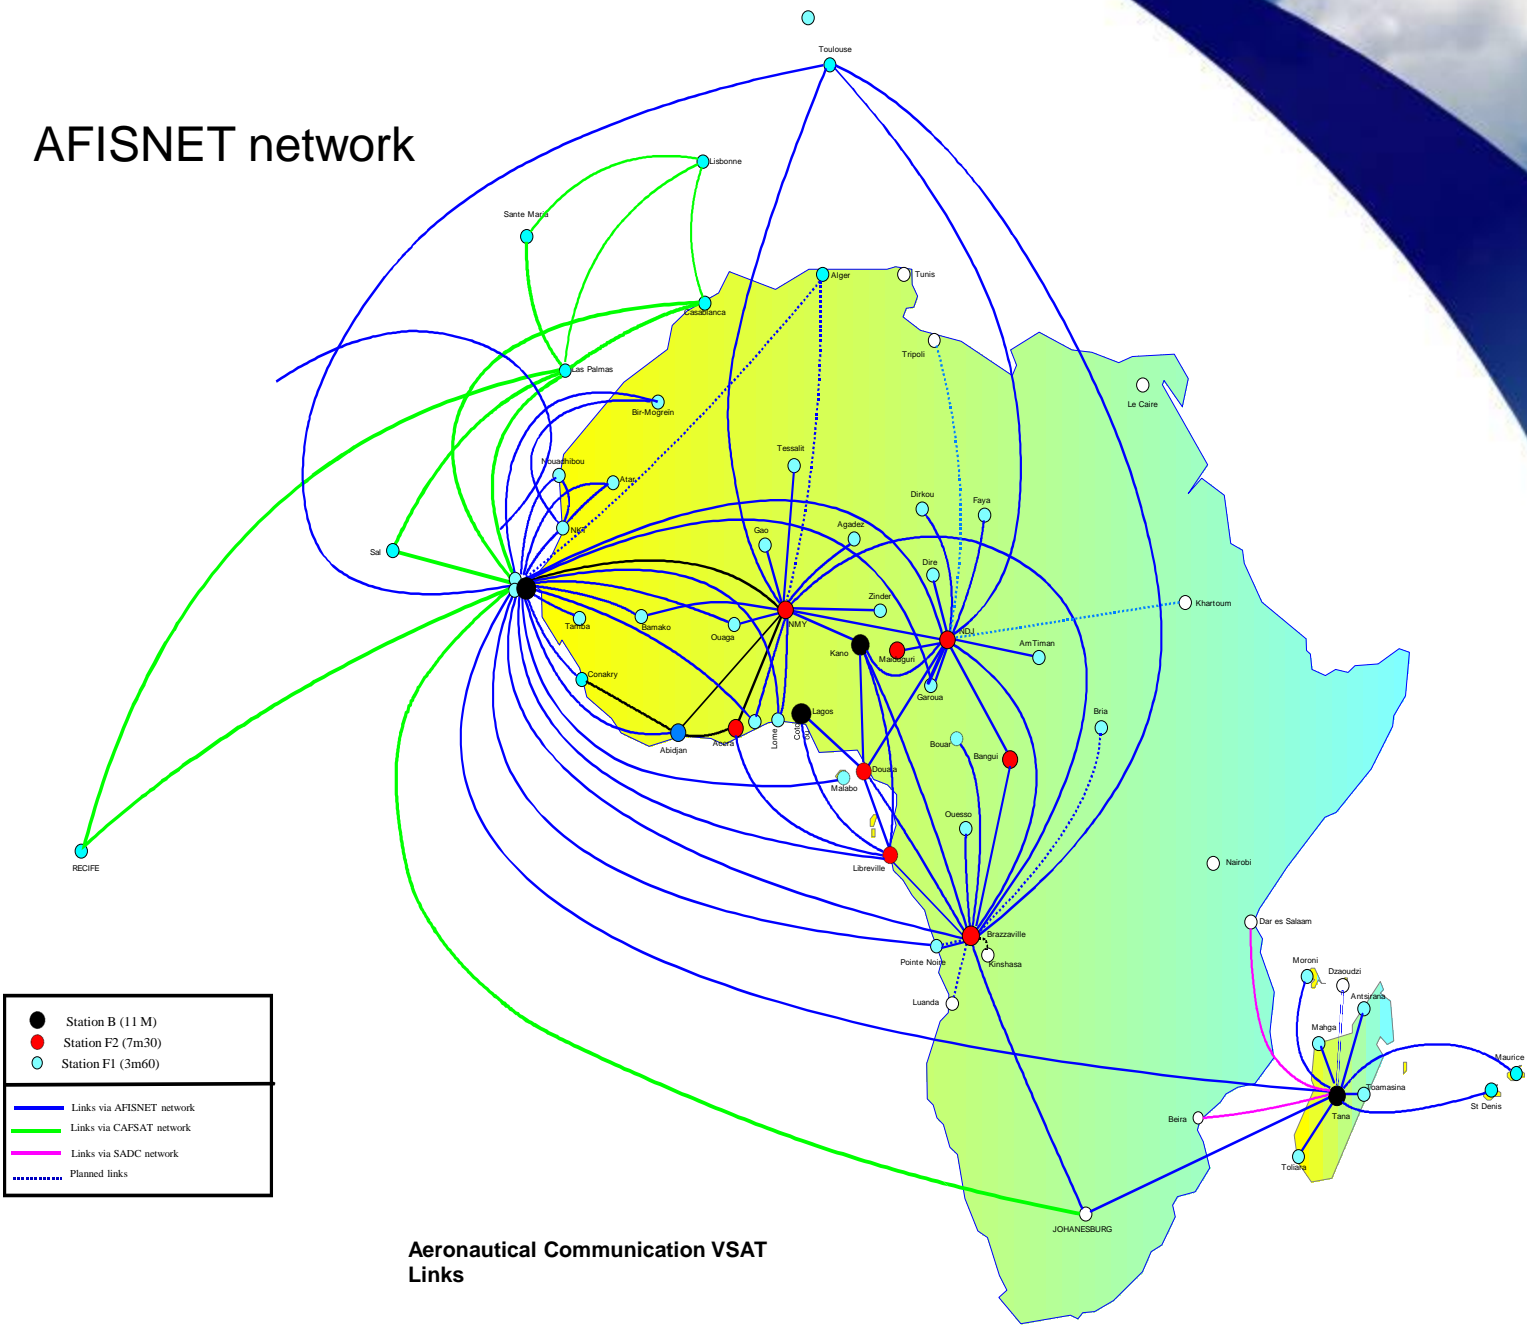 Toulouse
AFISNET network
Lisbonne
Sante Maria
Alger
Tunis
Casablanca
Tripoli
Las Palmas
Le Caire
Bir-Mogreïn
Tessalit
Nouadhibou
Atar
Dirkou
Faya
NKT
Gao
Agadez
Sal
Dire
Zinder
Khartoum
Tamba
Bamako
Ouaga
NMY
NDJ
Kano
Maiduguri
AmTiman
Conakry
Garoua
Lagos
Bria
Abidjan
Accra
Lome
Bouar
Bangui
Douala
Malabo
Ouesso
RECIFE
Libreville
Nairobi
Dar es Salaam
Brazzaville
Pointe Noire
Kinshasa
Moroni
Dzaoudzi
Luanda
Antsirana
Station B (11 M)
Mahga
Station F2 (7m30)
Maurice
Station F1 (3m60)
Toamasina
St Denis
Links via AFISNET network
Beira
Tana
Links via CAFSAT network
Links via SADC network
Toliara
Planned links
JOHANESBURG
Aeronautical Communication VSAT
Links